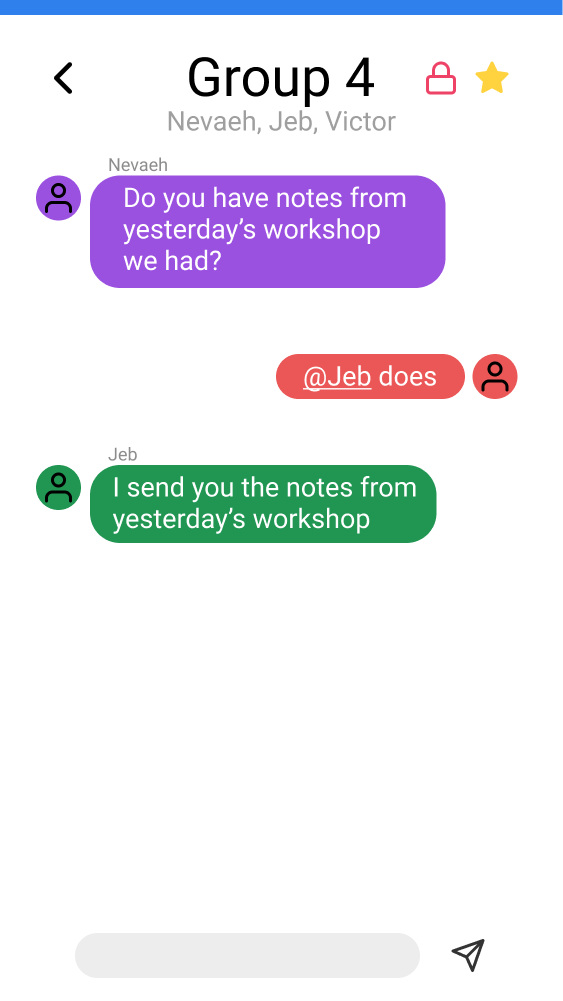 Group 4
Nevaeh, Jeb, Victor
Nevaeh
Do you have notes from
yesterday’s workshop
we had?
@Jeb does
Jeb
I send you the notes from
yesterday’s workshop